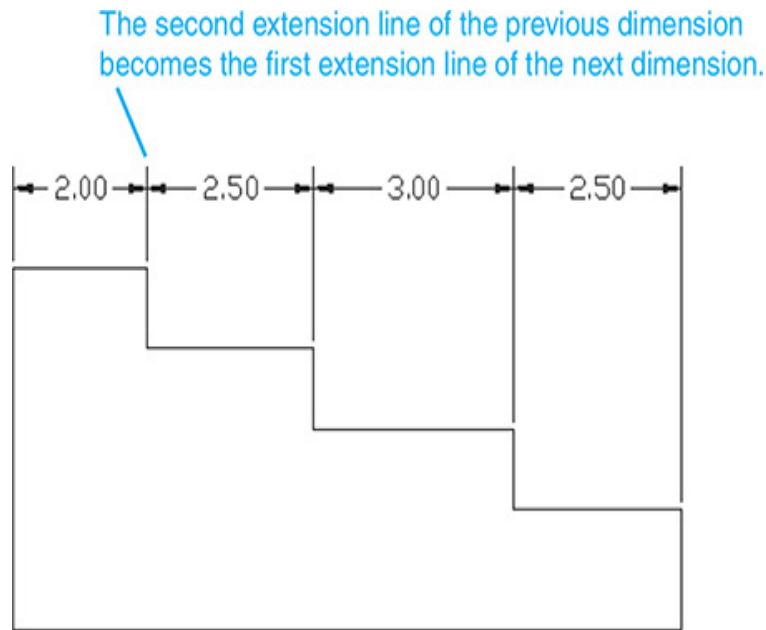 The second extension line of the previous dimension
becomes the first extension line of the next dimension.
2.00 2.50 3.00 2.50